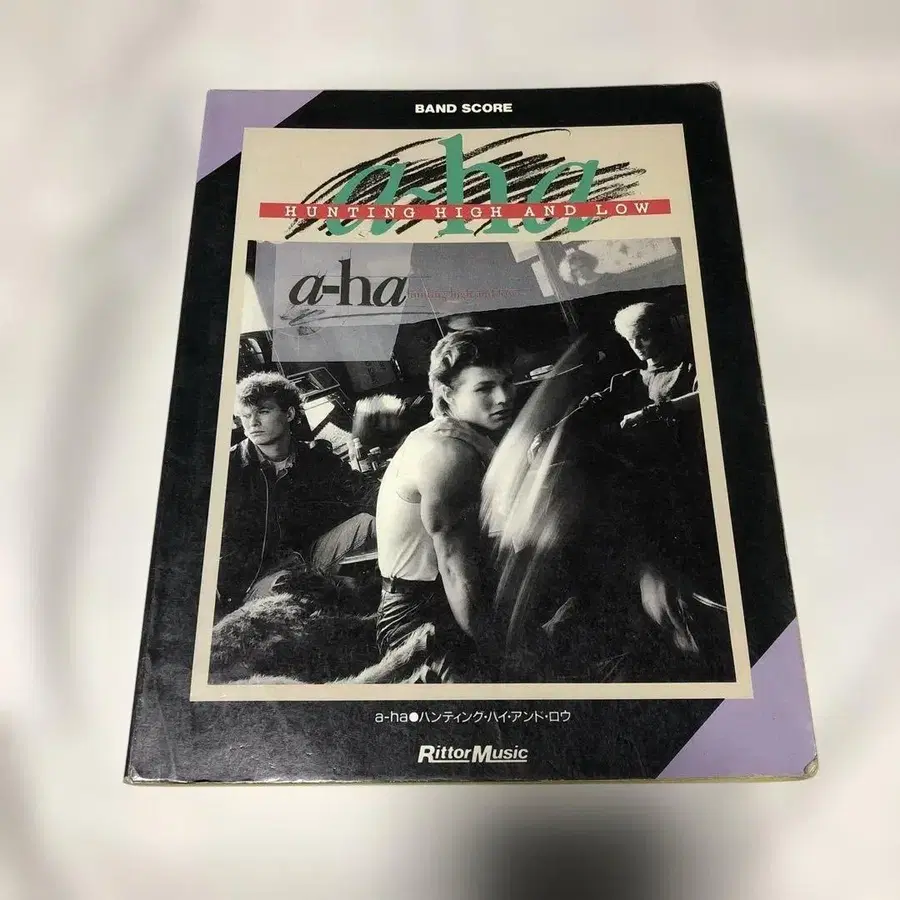 BAND SCORE
a-ha
HUNTING HIGH AND LOW
a-ha
hunting high and low
a-ha●ハンティング・ハイ・アンド・ロウ
RittorMusic